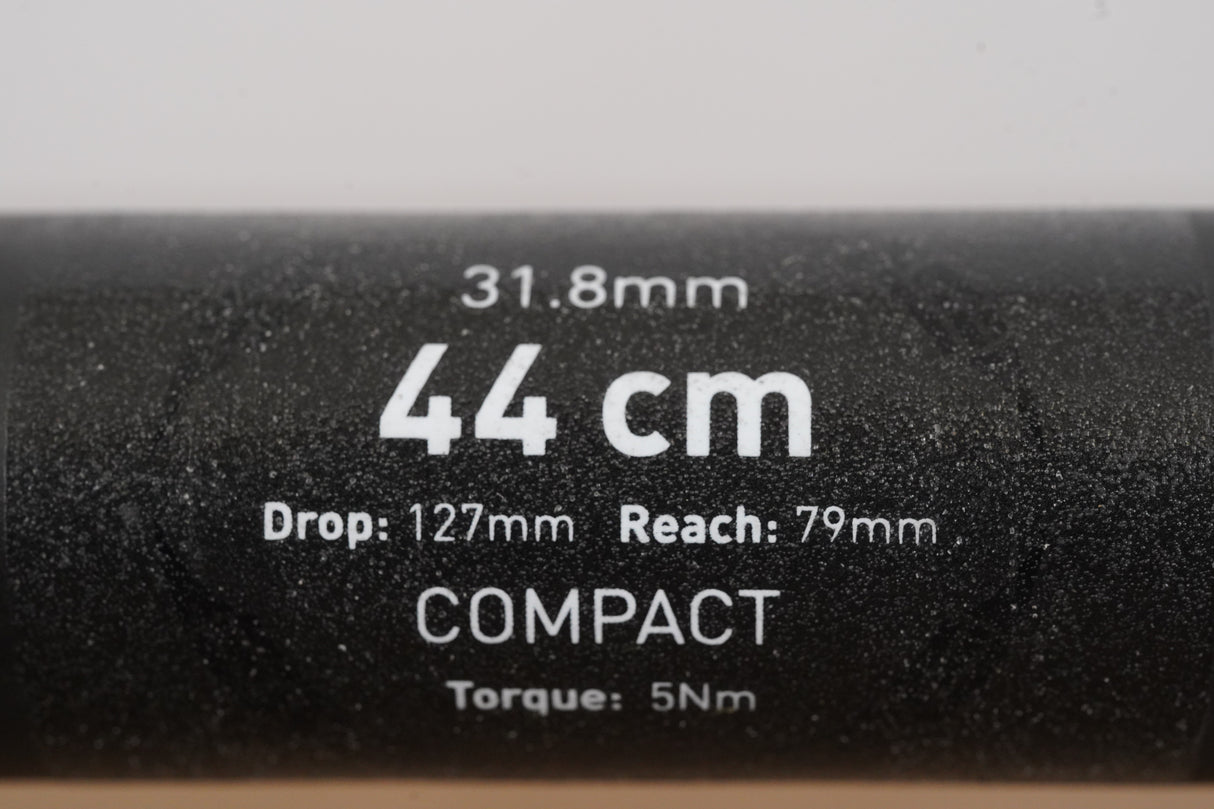 31.8mm
44 cm
Drop: 127mm Reach: 79mm
COMPACT
Torque: 5Nm